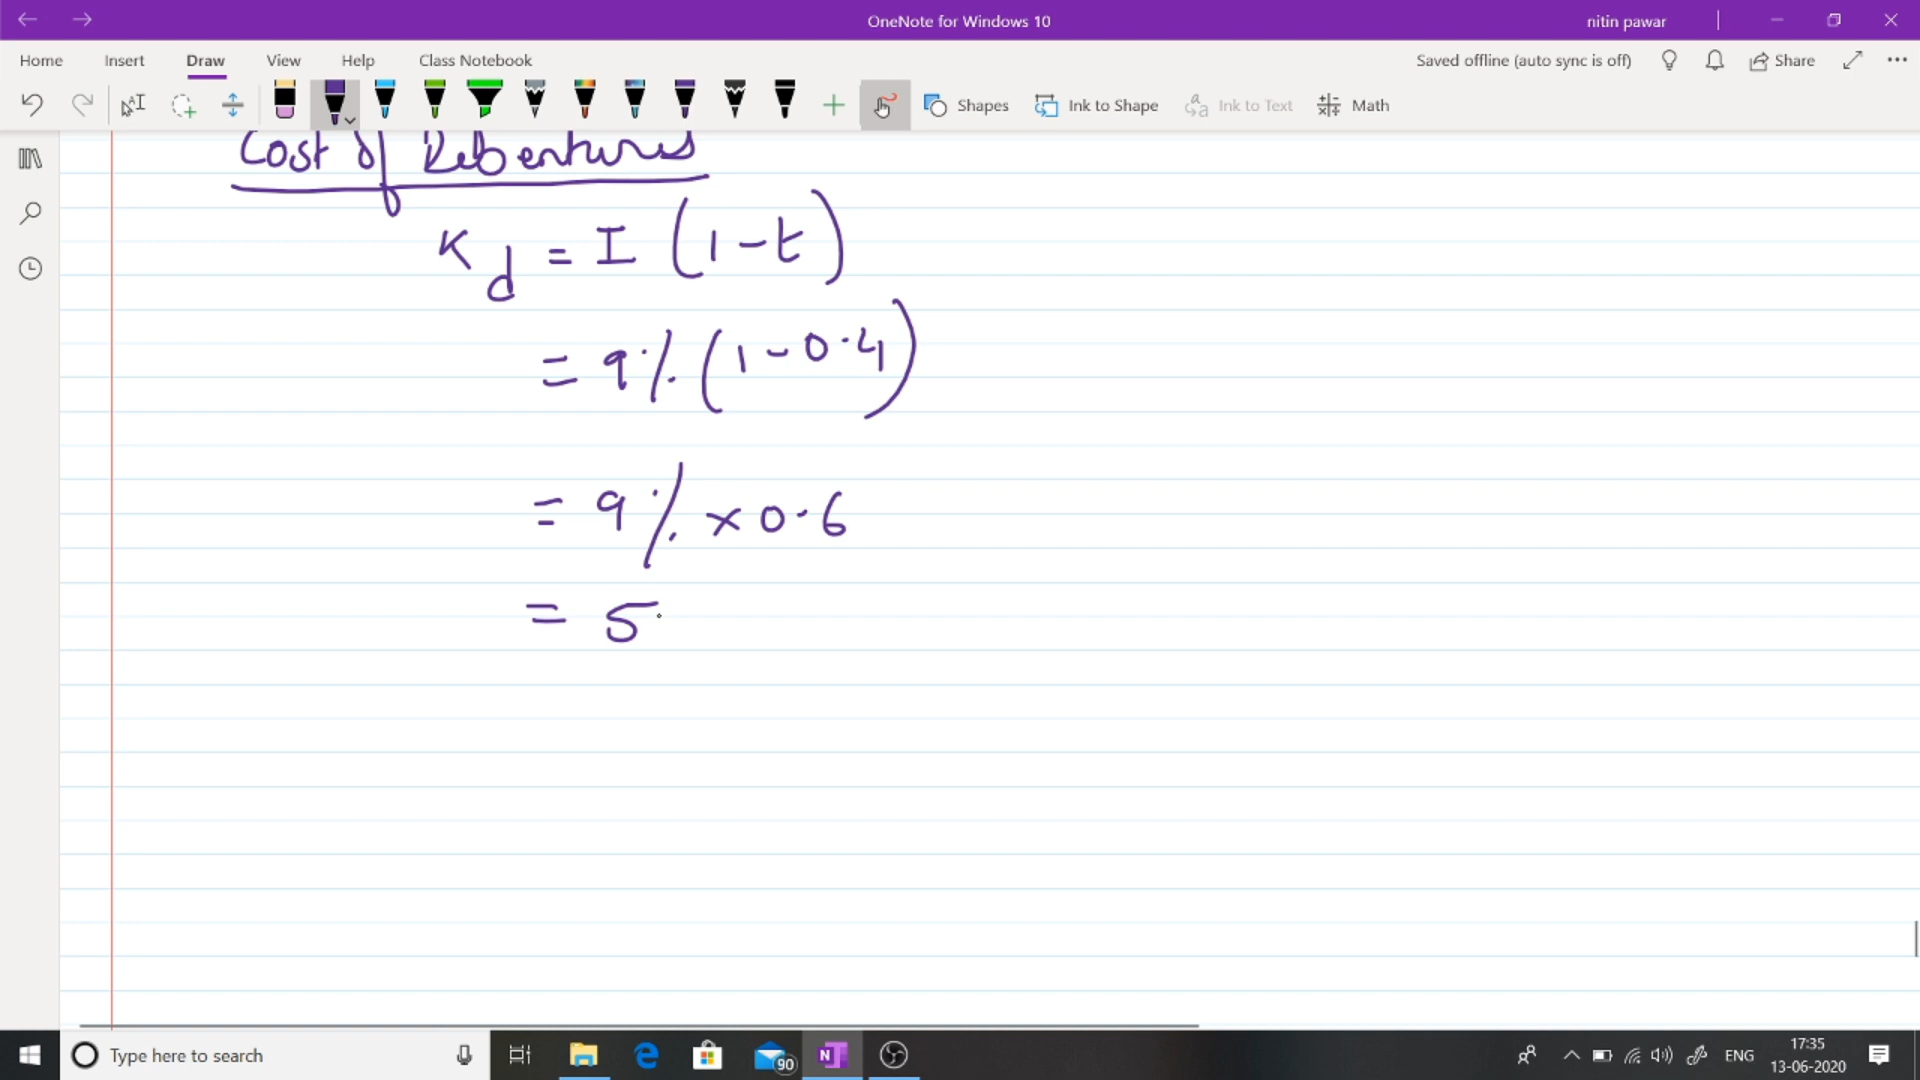 OneNote for Windows 10
nitin pawar
Home Insert Draw View Help Class Notebook
Saved offline (auto sync is off) Share
Shapes Ink to Shape Ink to Text Math
Cost of Debentures
Kd = I (1-t)
= 9% (1-0.4)
= 9% x 0.6
= 5.
Type here to search
90
N
ENG
17:35
13-06-2020